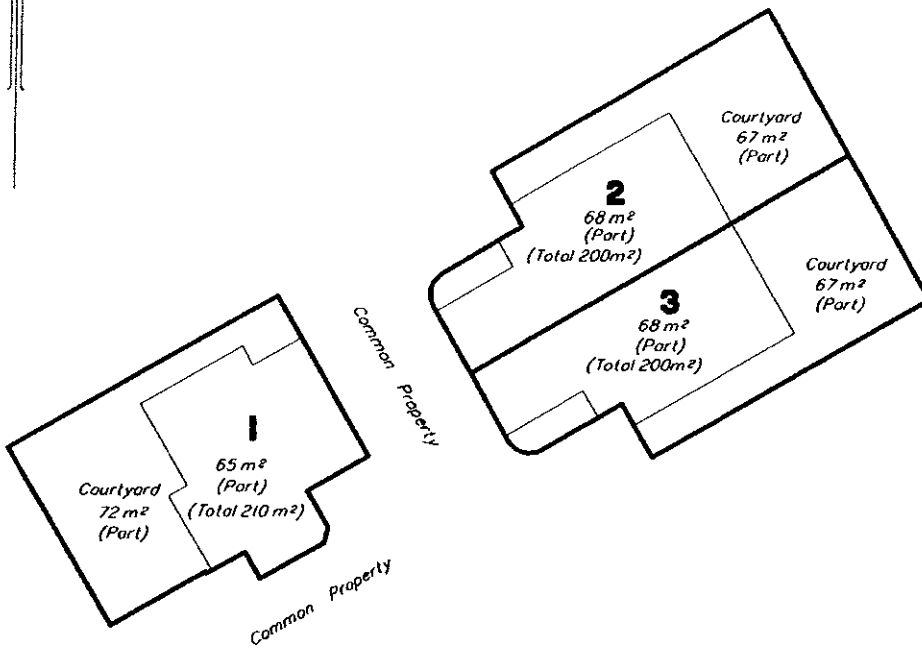 Courtyard
67 m²
(Part)
2
68 m²
(Part)
(Total 200m²)
Courtyard
67 m²
(Part)
3
68 m²
(Part)
(Total 200m²)
Common Property
1
65 m²
(Part)
(Total 210 m²)
Courtyard
72 m²
(Part)
Common Property